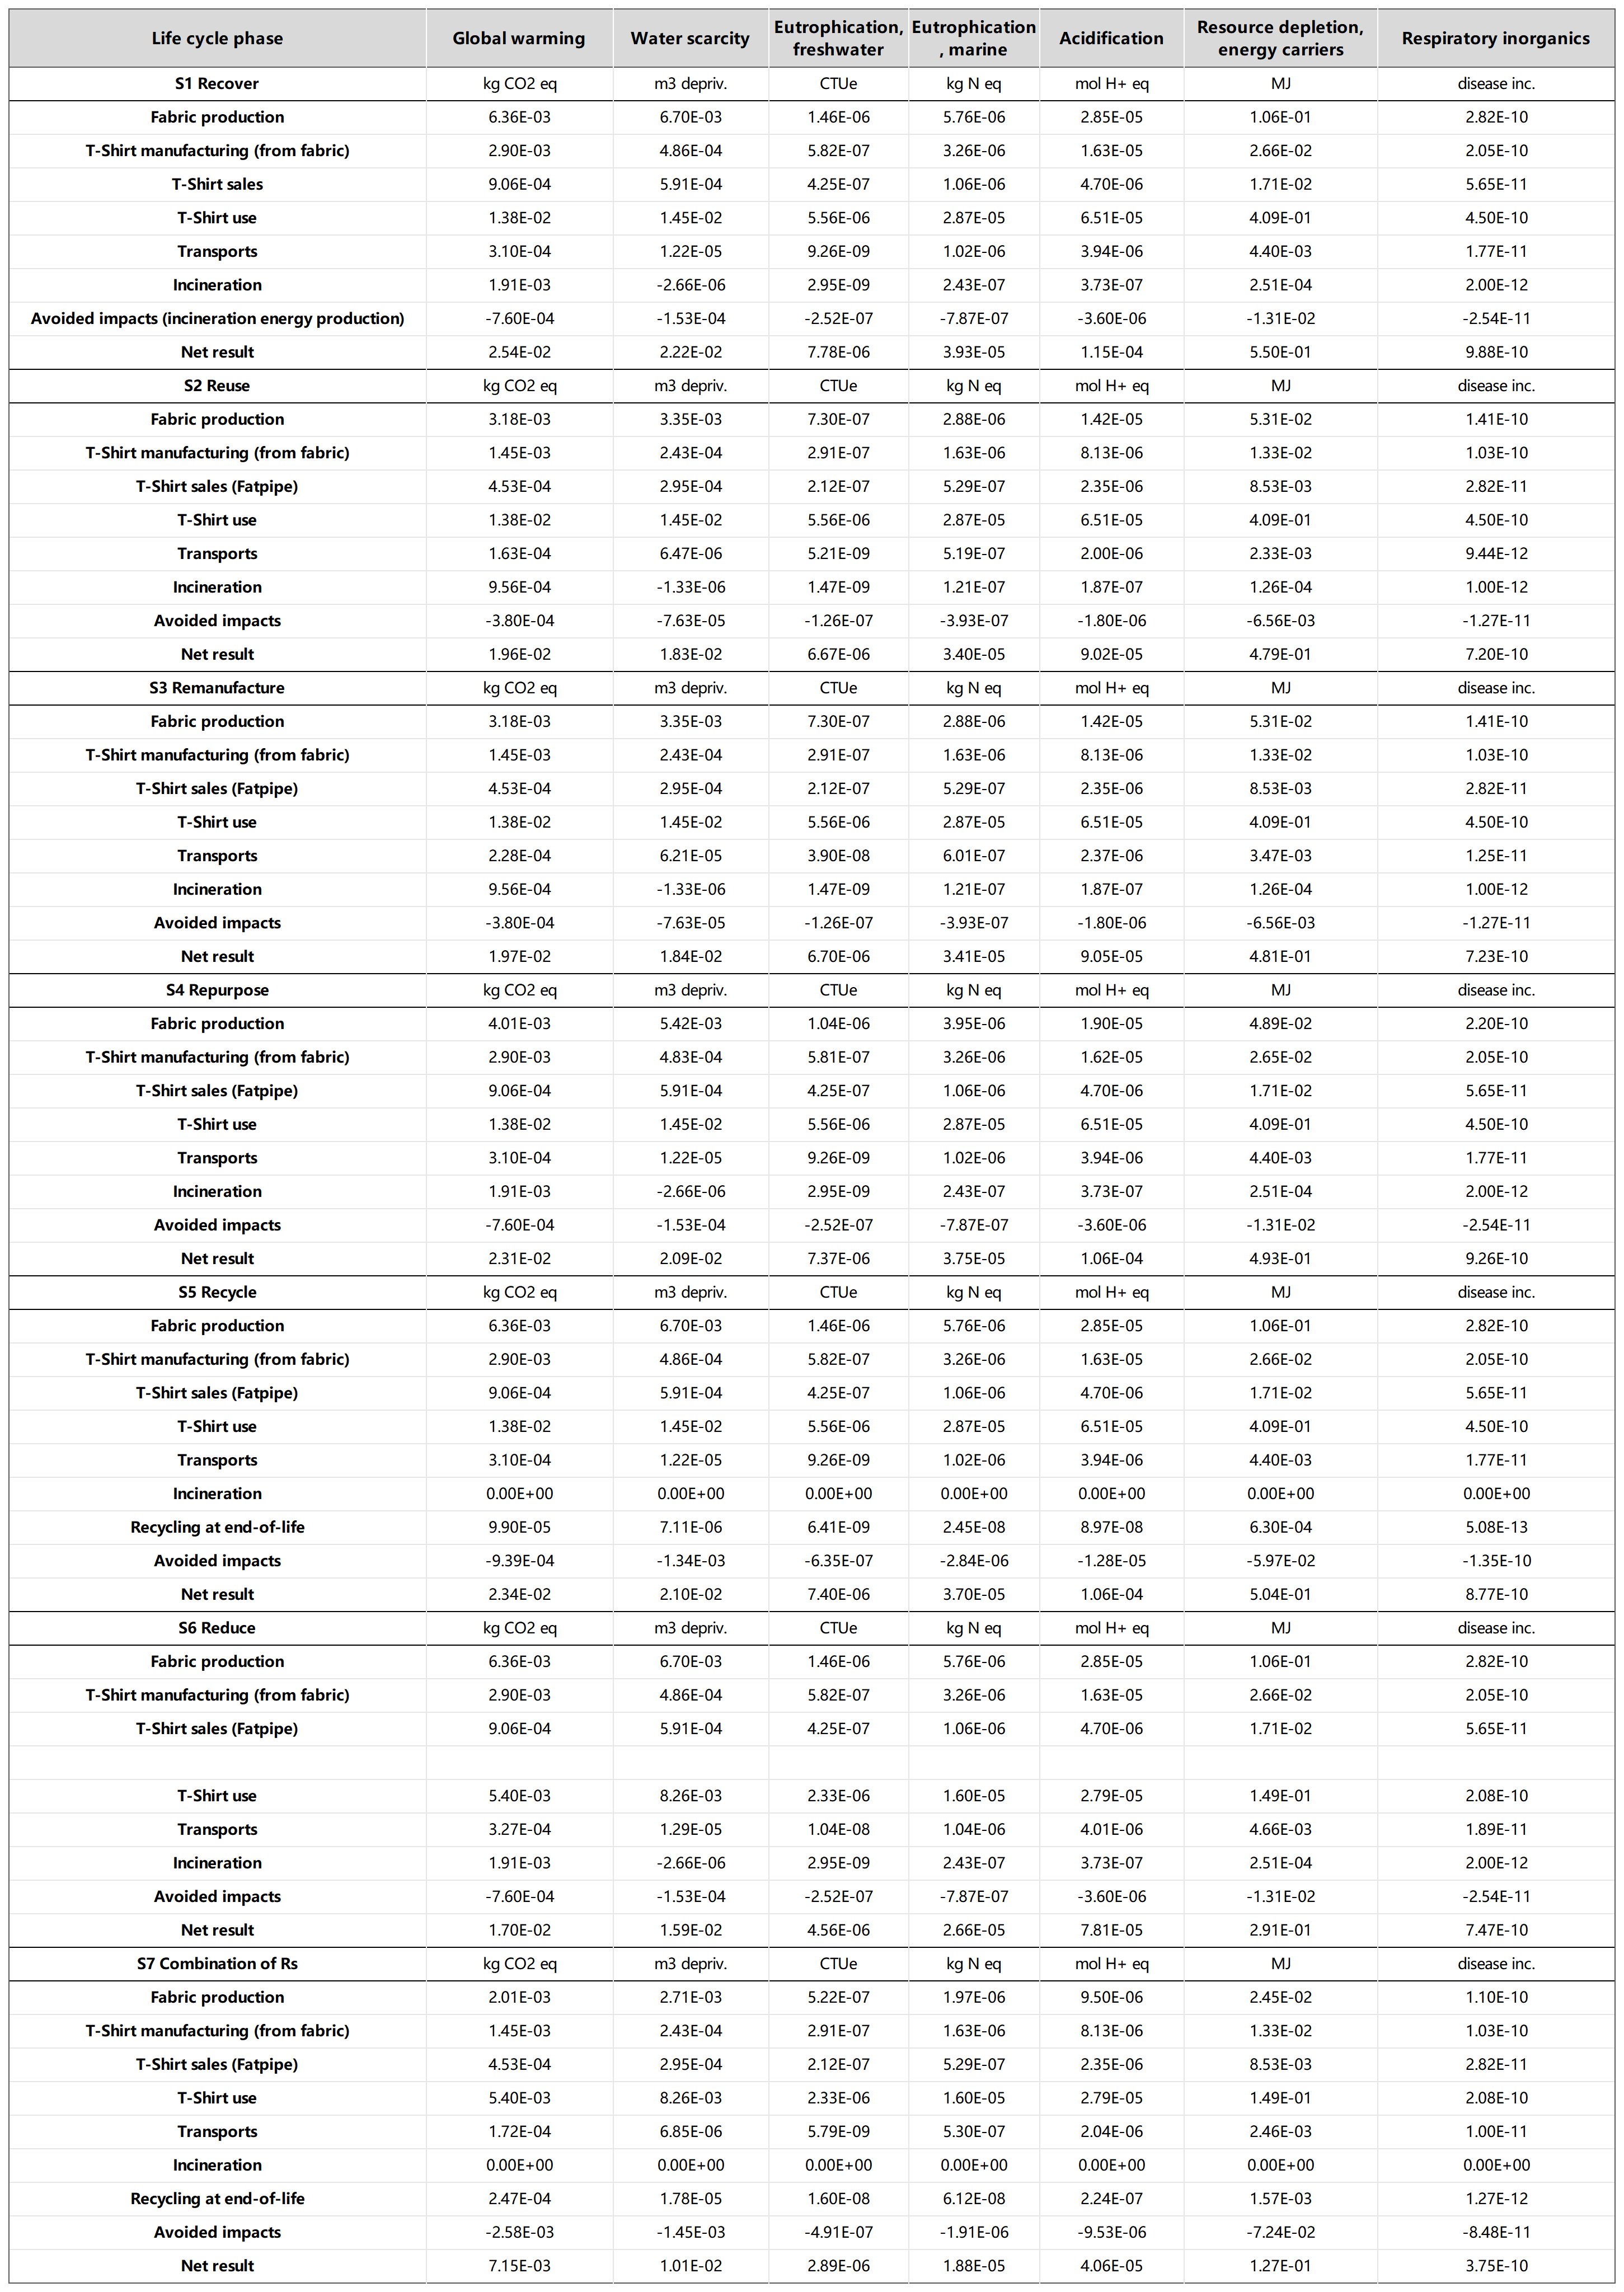 Life cycle phase Global warming Water scarcity Eutrophication, freshwater Eutrophication , marine Acidification Resource depletion, energy carriers Respiratory inorganics
S1 Recover kg CO2 eq m3 depriv. CTUe kg N eq mol H+ eq MJ disease inc.
Fabric production 6.36E-03 6.70E-03 1.46E-06 5.76E-06 2.85E-05 1.06E-01 2.82E-10
T-Shirt manufacturing (from fabric) 2.90E-03 4.86E-04 5.82E-07 3.26E-06 1.63E-05 2.66E-02 2.05E-10
T-Shirt sales 9.06E-04 5.91E-04 4.25E-07 1.06E-06 4.70E-06 1.71E-02 5.65E-11
T-Shirt use 1.38E-02 1.45E-02 5.56E-06 2.87E-05 6.51E-05 4.09E-01 4.50E-10
Transports 3.10E-04 1.22E-05 9.26E-09 1.02E-06 3.94E-06 4.40E-03 1.77E-11
Incineration 1.91E-03 -2.66E-06 2.95E-09 2.43E-07 3.73E-07 2.51E-04 2.00E-12
Avoided impacts (incineration energy production) -7.60E-04 -1.53E-04 -2.52E-07 -7.87E-07 -3.60E-06 -1.31E-02 -2.54E-11
Net result 2.54E-02 2.22E-02 7.78E-06 3.93E-05 1.15E-04 5.50E-01 9.88E-10
S2 Reuse kg CO2 eq m3 depriv. CTUe kg N eq mol H+ eq MJ disease inc.
Fabric production 3.18E-03 3.35E-03 7.30E-07 2.88E-06 1.42E-05 5.31E-02 1.41E-10
T-Shirt manufacturing (from fabric) 1.45E-03 2.43E-04 2.91E-07 1.63E-06 8.13E-06 1.33E-02 1.03E-10
T-Shirt sales (Fatpipe) 4.53E-04 2.95E-04 2.12E-07 5.29E-07 2.35E-06 8.53E-03 2.82E-11
T-Shirt use 1.38E-02 1.45E-02 5.56E-06 2.87E-05 6.51E-05 4.09E-01 4.50E-10
Transports 1.63E-04 6.47E-06 5.21E-09 5.19E-07 2.00E-06 2.33E-03 9.44E-12
Incineration 9.56E-04 -1.33E-06 1.47E-09 1.21E-07 1.87E-07 1.26E-04 1.00E-12
Avoided impacts -3.80E-04 -7.63E-05 -1.26E-07 -3.93E-07 -1.80E-06 -6.56E-03 -1.27E-11
Net result 1.96E-02 1.83E-02 6.67E-06 3.40E-05 9.02E-05 4.79E-01 7.20E-10
S3 Remanufacture kg CO2 eq m3 depriv. CTUe kg N eq mol H+ eq MJ disease inc.
Fabric production 3.18E-03 3.35E-03 7.30E-07 2.88E-06 1.42E-05 5.31E-02 1.41E-10
T-Shirt manufacturing (from fabric) 1.45E-03 2.43E-04 2.91E-07 1.63E-06 8.13E-06 1.33E-02 1.03E-10
T-Shirt sales (Fatpipe) 4.53E-04 2.95E-04 2.12E-07 5.29E-07 2.35E-06 8.53E-03 2.82E-11
T-Shirt use 1.38E-02 1.45E-02 5.56E-06 2.87E-05 6.51E-05 4.09E-01 4.50E-10
Transports 2.28E-04 6.21E-05 3.90E-08 6.01E-07 2.37E-06 3.47E-03 1.25E-11
Incineration 9.56E-04 -1.33E-06 1.47E-09 1.21E-07 1.87E-07 1.26E-04 1.00E-12
Avoided impacts -3.80E-04 -7.63E-05 -1.26E-07 -3.93E-07 -1.80E-06 -6.56E-03 -1.27E-11
Net result 1.97E-02 1.84E-02 6.70E-06 3.41E-05 9.05E-05 4.81E-01 7.23E-10
S4 Repurpose kg CO2 eq m3 depriv. CTUe kg N eq mol H+ eq MJ disease inc.
Fabric production 4.01E-03 5.42E-03 1.04E-06 3.95E-06 1.90E-05 4.89E-02 2.20E-10
T-Shirt manufacturing (from fabric) 2.90E-03 4.83E-04 5.81E-07 3.26E-06 1.62E-05 2.65E-02 2.05E-10
T-Shirt sales (Fatpipe) 9.06E-04 5.91E-04 4.25E-07 1.06E-06 4.70E-06 1.71E-02 5.65E-11
T-Shirt use 1.38E-02 1.45E-02 5.56E-06 2.87E-05 6.51E-05 4.09E-01 4.50E-10
Transports 3.10E-04 1.22E-05 9.26E-09 1.02E-06 3.94E-06 4.40E-03 1.77E-11
Incineration 1.91E-03 -2.66E-06 2.95E-09 2.43E-07 3.73E-07 2.51E-04 2.00E-12
Avoided impacts -7.60E-04 -1.53E-04 -2.52E-07 -7.87E-07 -3.60E-06 -1.31E-02 -2.54E-11
Net result 2.31E-02 2.09E-02 7.37E-06 3.75E-05 1.06E-04 4.93E-01 9.26E-10
S5 Recycle kg CO2 eq m3 depriv. CTUe kg N eq mol H+ eq MJ disease inc.
Fabric production 6.36E-03 6.70E-03 1.46E-06 5.76E-06 2.85E-05 1.06E-01 2.82E-10
T-Shirt manufacturing (from fabric) 2.90E-03 4.86E-04 5.82E-07 3.26E-06 1.63E-05 2.66E-02 2.05E-10
T-Shirt sales (Fatpipe) 9.06E-04 5.91E-04 4.25E-07 1.06E-06 4.70E-06 1.71E-02 5.65E-11
T-Shirt use 1.38E-02 1.45E-02 5.56E-06 2.87E-05 6.51E-05 4.09E-01 4.50E-10
Transports 3.10E-04 1.22E-05 9.26E-09 1.02E-06 3.94E-06 4.40E-03 1.77E-11
Incineration 0.00E+00 0.00E+00 0.00E+00 0.00E+00 0.00E+00 0.00E+00 0.00E+00
Recycling at end-of-life 9.90E-05 7.11E-06 6.41E-09 2.45E-08 8.97E-08 6.30E-04 5.08E-13
Avoided impacts -9.39E-04 -1.34E-03 -6.35E-07 -2.84E-06 -1.28E-05 -5.97E-02 -1.35E-10
Net result 2.34E-02 2.10E-02 7.40E-06 3.70E-05 1.06E-04 5.04E-01 8.77E-10
S6 Reduce kg CO2 eq m3 depriv. CTUe kg N eq mol H+ eq MJ disease inc.
Fabric production 6.36E-03 6.70E-03 1.46E-06 5.76E-06 2.85E-05 1.06E-01 2.82E-10
T-Shirt manufacturing (from fabric) 2.90E-03 4.86E-04 5.82E-07 3.26E-06 1.63E-05 2.66E-02 2.05E-10
T-Shirt sales (Fatpipe) 9.06E-04 5.91E-04 4.25E-07 1.06E-06 4.70E-06 1.71E-02 5.65E-11
T-Shirt use 5.40E-03 8.26E-03 2.33E-06 1.60E-05 2.79E-05 1.49E-01 2.08E-10
Transports 3.27E-04 1.29E-05 1.04E-08 1.04E-06 4.01E-06 4.66E-03 1.89E-11
Incineration 1.91E-03 -2.66E-06 2.95E-09 2.43E-07 3.73E-07 2.51E-04 2.00E-12
Avoided impacts -7.60E-04 -1.53E-04 -2.52E-07 -7.87E-07 -3.60E-06 -1.31E-02 -2.54E-11
Net result 1.70E-02 1.59E-02 4.56E-06 2.66E-05 7.81E-05 2.91E-01 7.47E-10
S7 Combination of Rs kg CO2 eq m3 depriv. CTUe kg N eq mol H+ eq MJ disease inc.
Fabric production 2.01E-03 2.71E-03 5.22E-07 1.97E-06 9.50E-06 2.45E-02 1.10E-10
T-Shirt manufacturing (from fabric) 1.45E-03 2.43E-04 2.91E-07 1.63E-06 8.13E-06 1.33E-02 1.03E-10
T-Shirt sales (Fatpipe) 4.53E-04 2.95E-04 2.12E-07 5.29E-07 2.35E-06 8.53E-03 2.82E-11
T-Shirt use 5.40E-03 8.26E-03 2.33E-06 1.60E-05 2.79E-05 1.49E-01 2.08E-10
Transports 1.72E-04 6.85E-06 5.79E-09 5.30E-07 2.04E-06 2.46E-03 1.00E-11
Incineration 0.00E+00 0.00E+00 0.00E+00 0.00E+00 0.00E+00 0.00E+00 0.00E+00
Recycling at end-of-life 2.47E-04 1.78E-05 1.60E-08 6.12E-08 2.24E-07 1.57E-03 1.27E-12
Avoided impacts -2.58E-03 -1.45E-03 -4.91E-07 -1.91E-06 -9.53E-06 -7.24E-02 -8.48E-11
Net result 7.15E-03 1.01E-02 2.89E-06 1.88E-05 4.06E-05 1.27E-01 3.75E-10